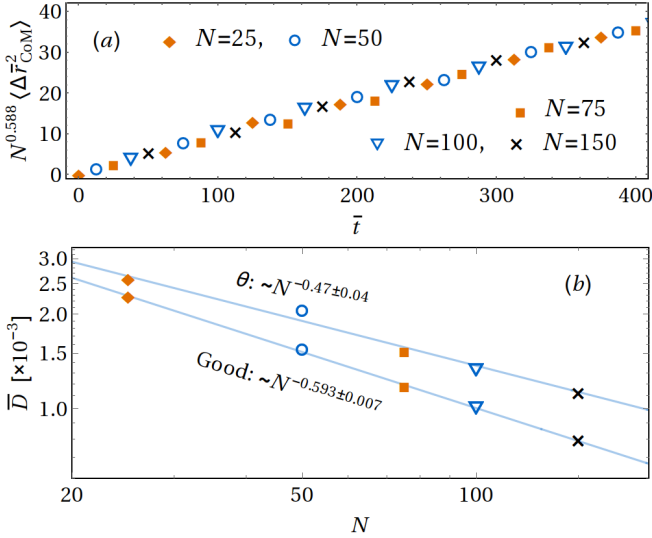 40
30
20
10
0
N^0.588 ⟨Δr̄²_CoM⟩
(a)
N=25,
N=50
N=75
N=100,
N=150
0
100
200
300
400
t̄
3.0
2.5
2.0
1.5
1.0
D̄ [×10⁻³]
(b)
θ: ~N^−0.47±0.04
Good: ~N^−0.593±0.007
20
50
100
N